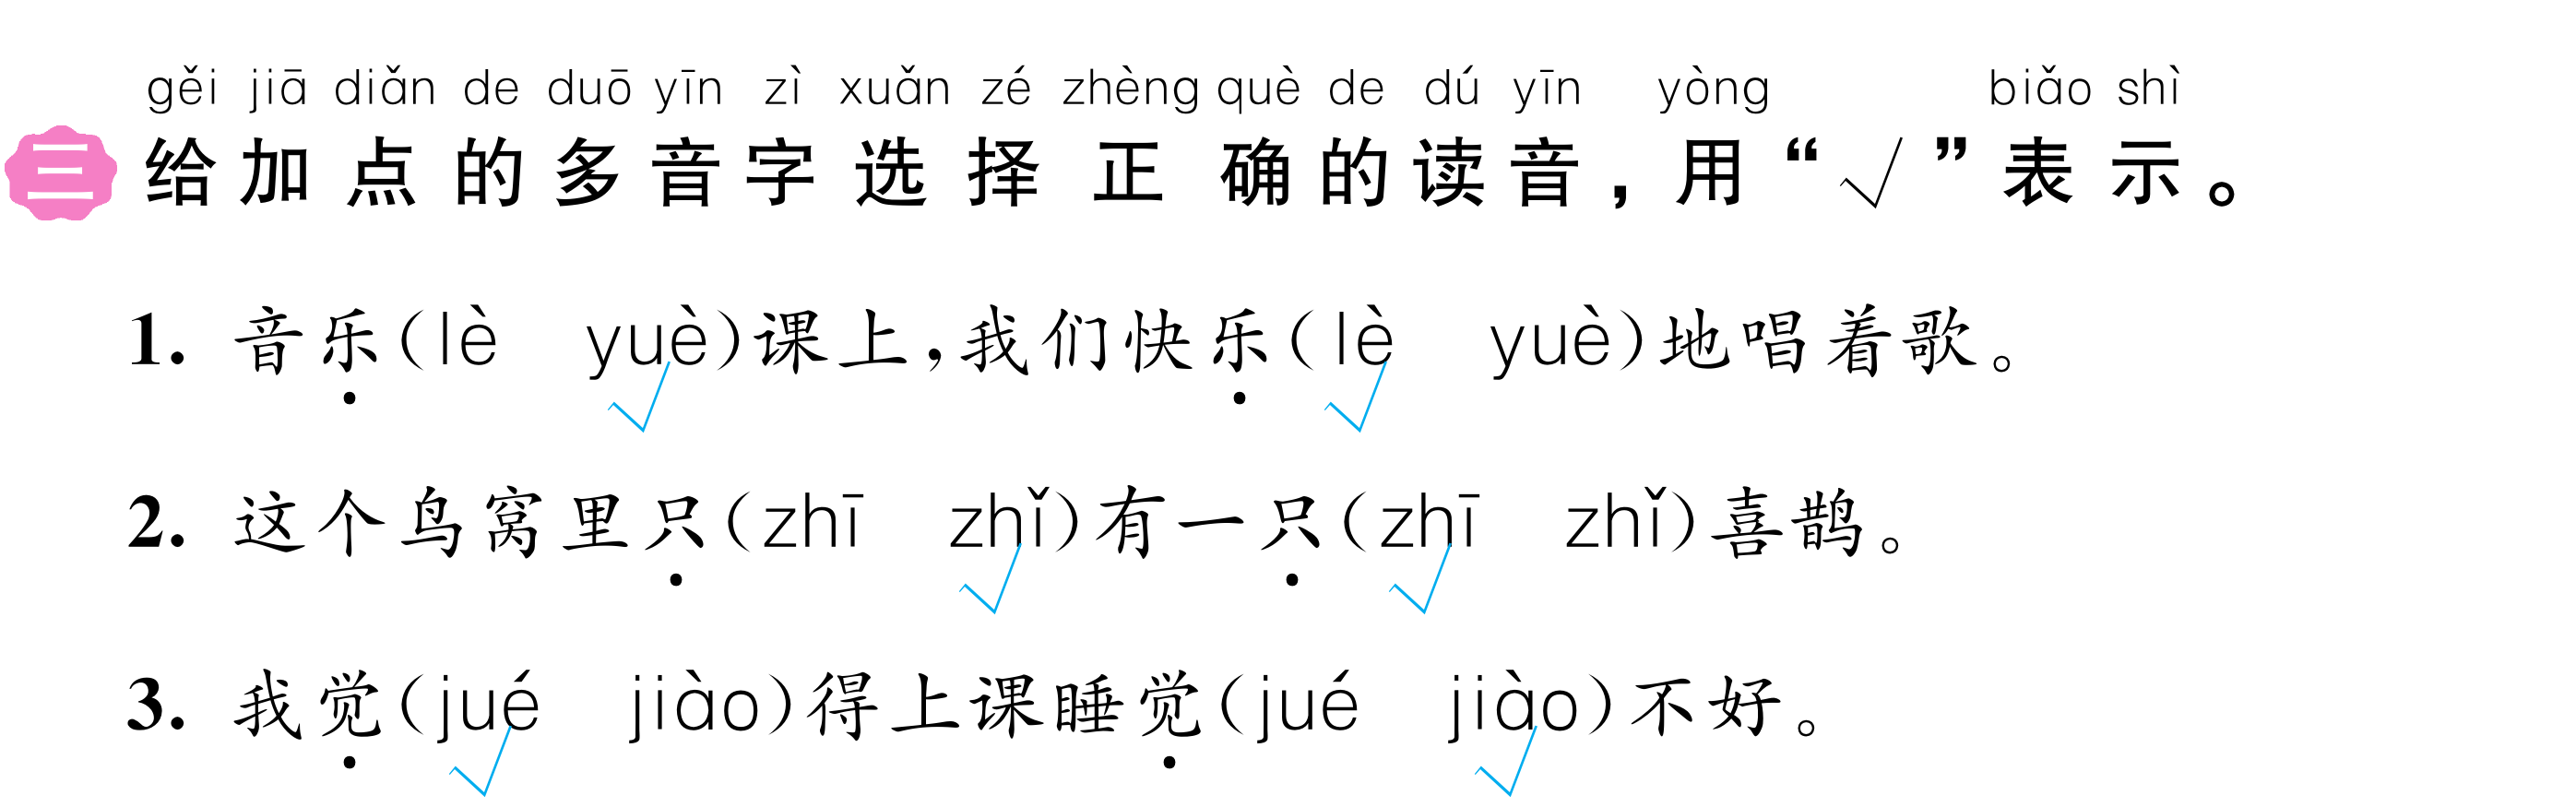 gěi jiā diǎn de duō yīn zì xuǎn zé zhèng què de dú yīn yòng biǎo shì
三 给加点的多音字选择正确的读音，用“√”表示。
1. 音乐(lè yuè√)课上，我们快乐(lè√ yuè)地唱着歌。
2. 这个鸟窝里只(zhī zhǐ√)有一只(zhī√ zhǐ)喜鹊。
3. 我觉(jué√ jiào)得上课睡觉(jué jiào√)不好。